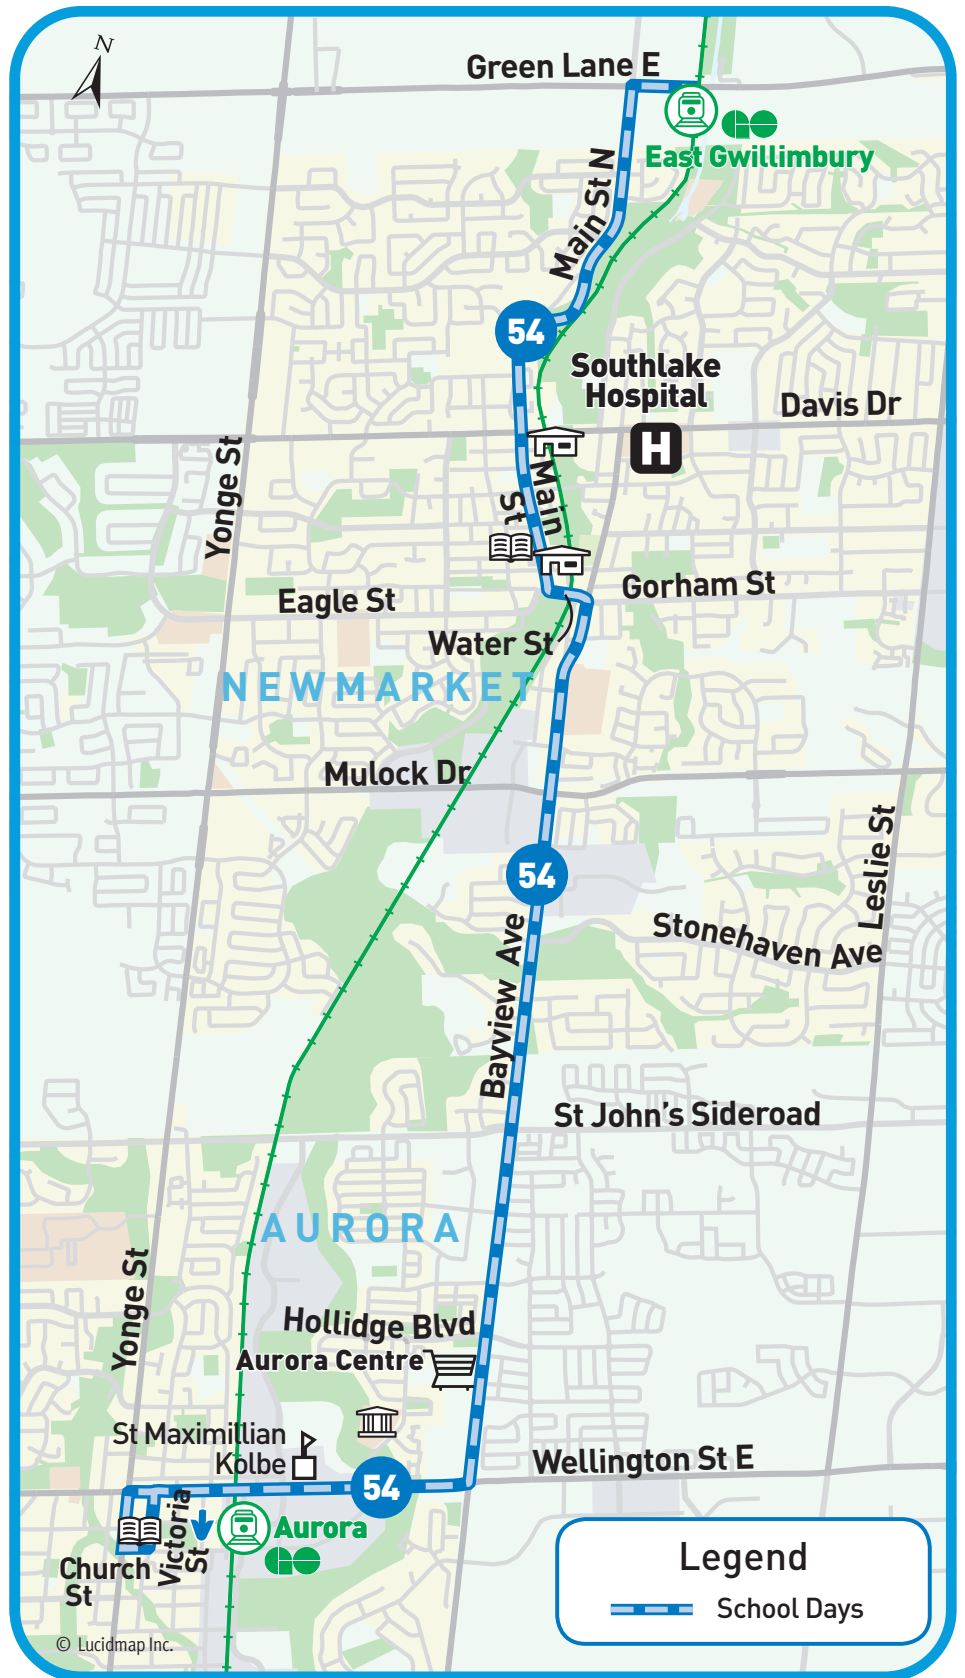 N
Green Lane E
GO
East Gwillimbury
Main St N
54
Southlake
Hospital
Davis Dr
H
Yonge St
Main
St
Gorham St
Eagle St
Water St
NEWMARKET
Mulock Dr
Leslie St
54
Stonehaven Ave
Bayview Ave
St John's Sideroad
AURORA
Yonge St
Hollidge Blvd
Aurora Centre
St Maximillian
Kolbe
Wellington St E
54
Victoria
St
Aurora
GO
Church
St
Legend
School Days
© Lucidmap Inc.